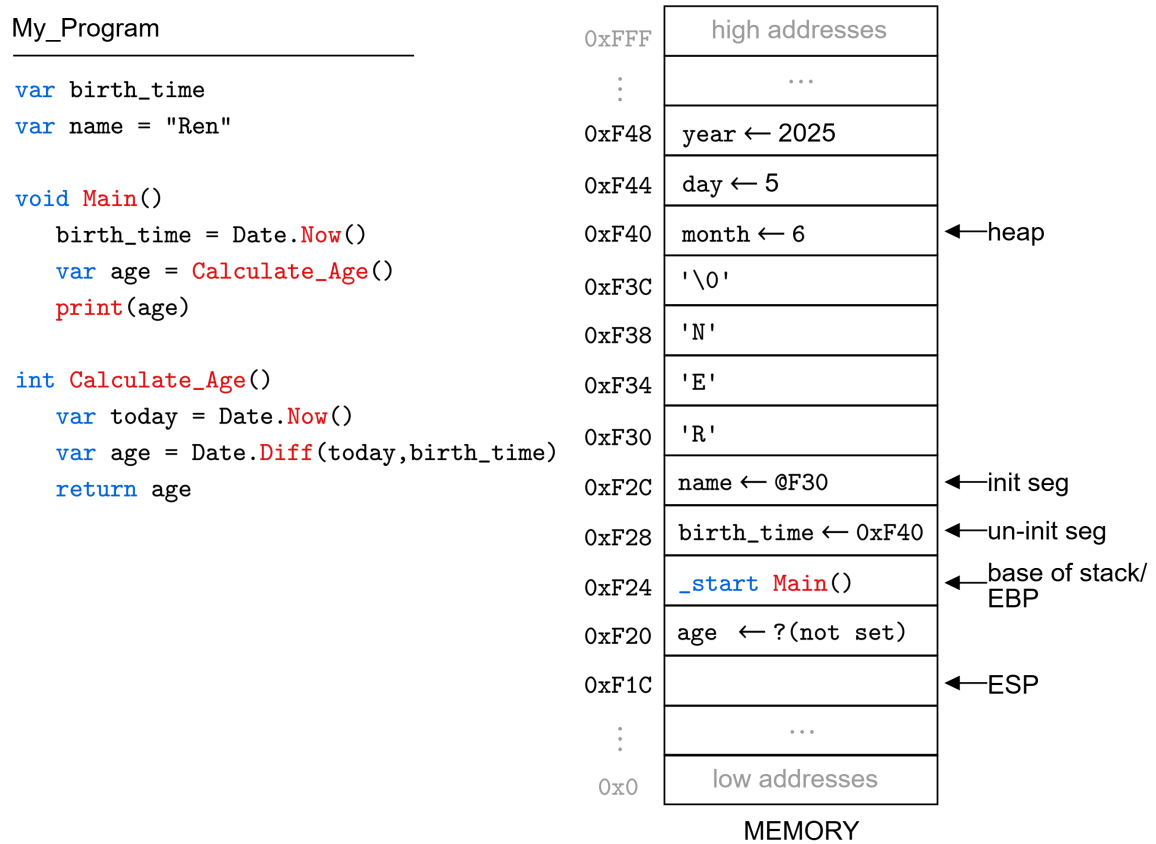 My_Program
var birth_time
var name = "Ren"
void Main()
birth_time = Date.Now()
var age = Calculate_Age()
print(age)
int Calculate_Age()
var today = Date.Now()
var age = Date.Diff(today,birth_time)
return age
0xFFF high addresses
⋮ ...
0xF48 year ← 2025
0xF44 day ← 5
0xF40 month ← 6 ← heap
0xF3C '\0'
0xF38 'N'
0xF34 'E'
0xF30 'R'
0xF2C name ← @F30 ← init seg
0xF28 birth_time ← 0xF40 ← un-init seg
0xF24 _start Main() ← base of stack/
EBP
0xF20 age ← ?(not set)
0xF1C ← ESP
⋮ ...
0x0 low addresses
MEMORY